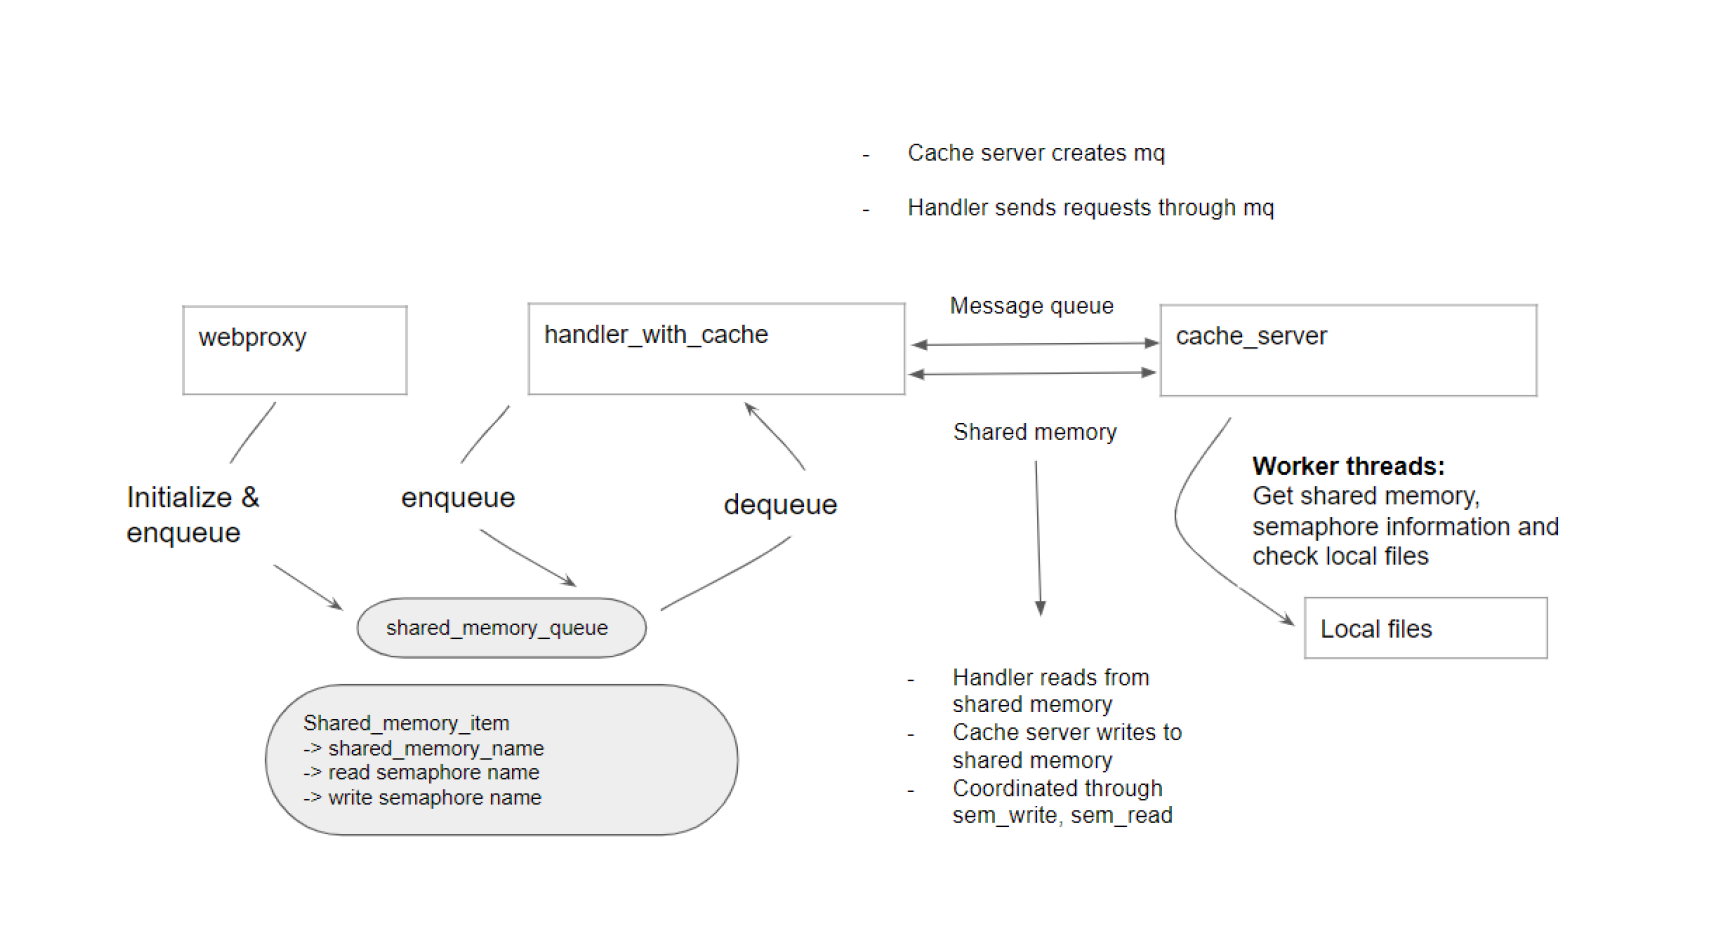 - Cache server creates mq
- Handler sends requests through mq
webproxy
handler_with_cache
Message queue
cache_server
Shared memory
Initialize &
enqueue
enqueue
dequeue
Worker threads:
Get shared memory,
semaphore information and
check local files
shared_memory_queue
Local files
Shared_memory_item
-> shared_memory_name
-> read semaphore name
-> write semaphore name
- Handler reads from
shared memory
- Cache server writes to
shared memory
- Coordinated through
sem_write, sem_read